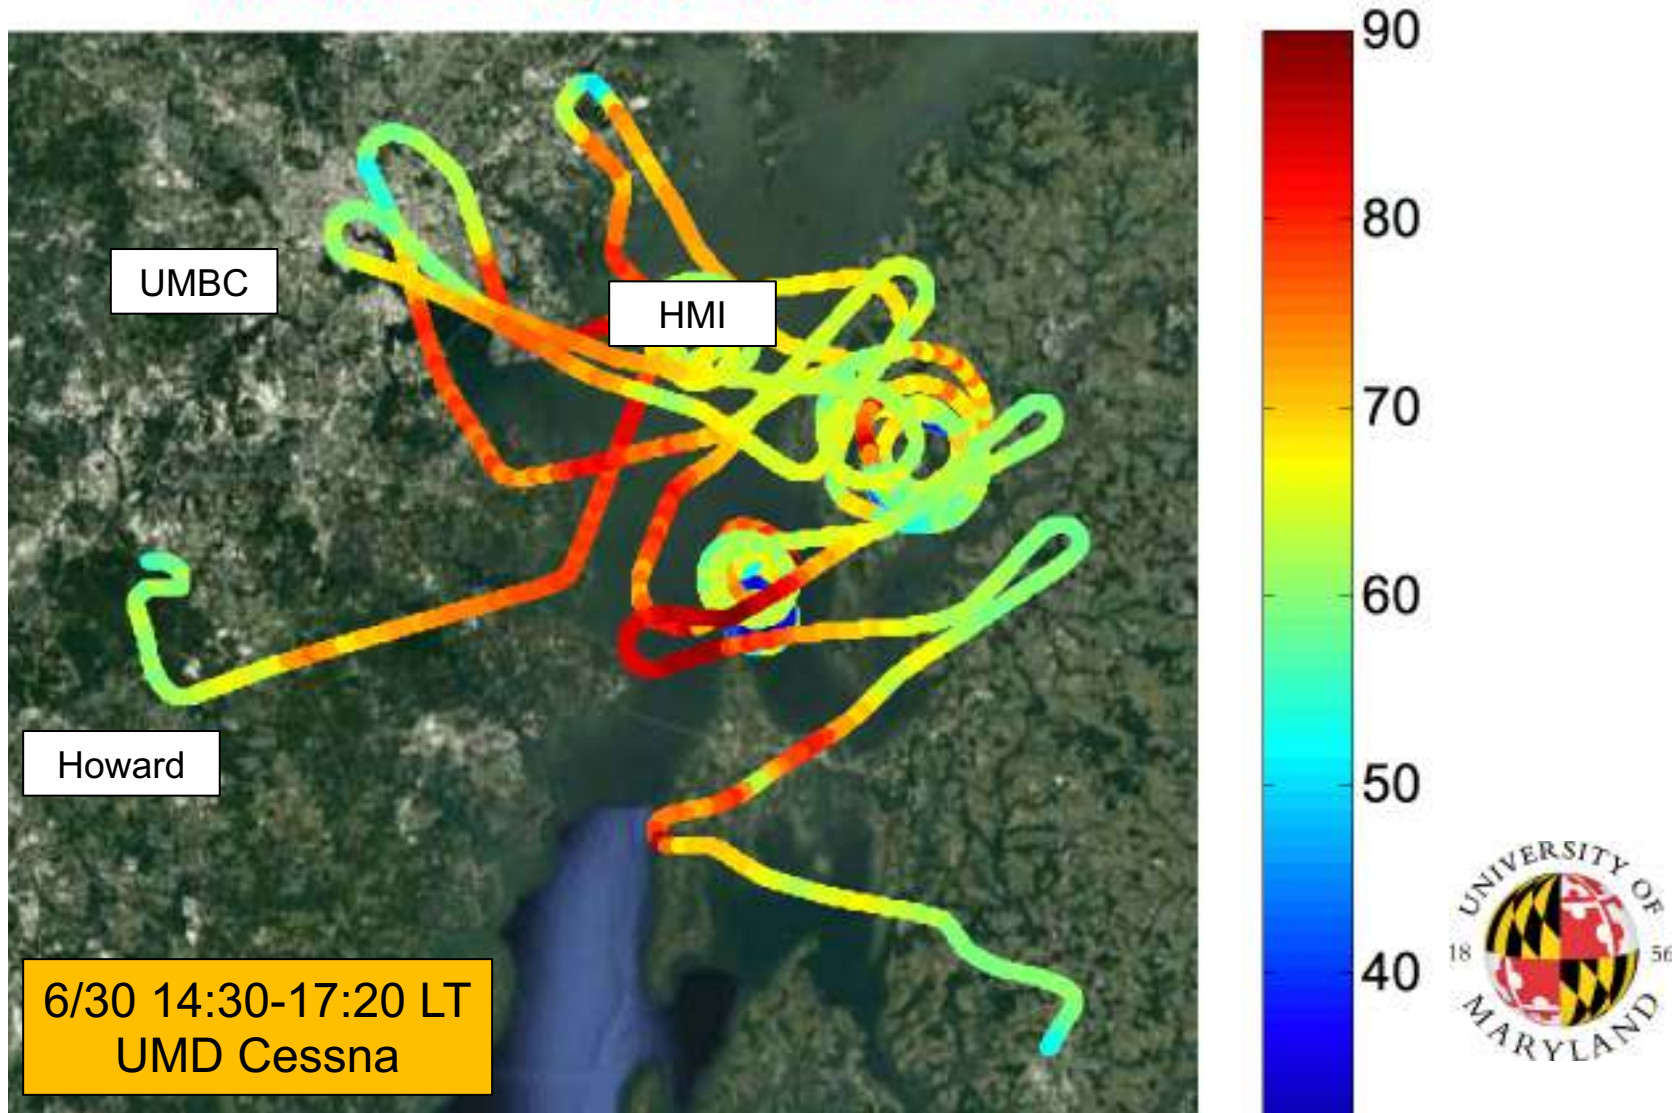 90
80
70
60
50
40
UMBC
HMI
Howard
6/30 14:30-17:20 LT
UMD Cessna
UNIVERSITY OF
18 56
MARYLAND